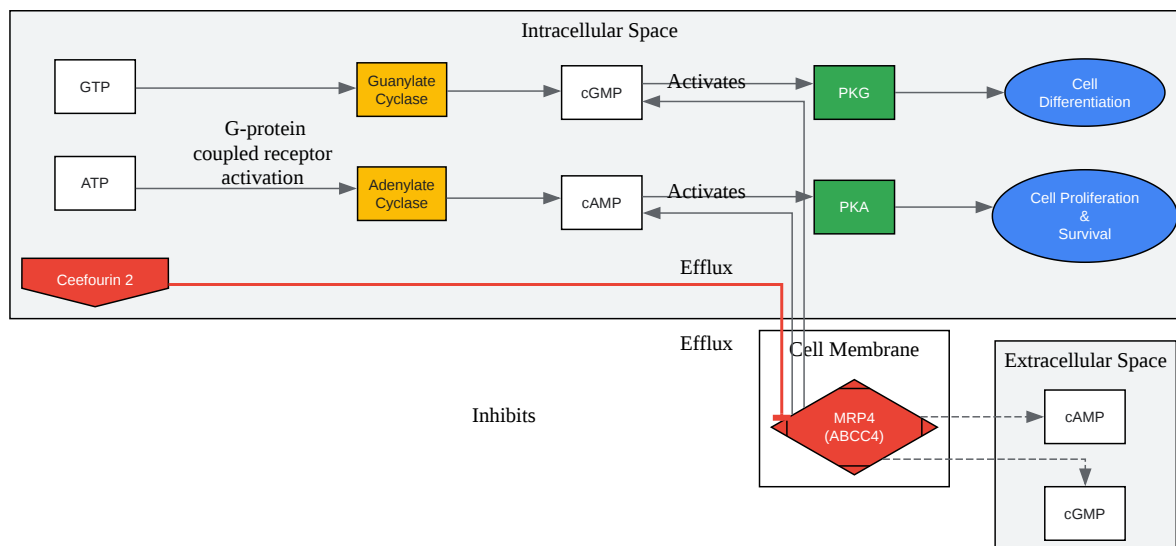 Intracellular Space
GTP
Guanylate
Cyclase
cGMP
Activates
PKG
Cell
Differentiation
G-protein
coupled receptor
activation
ATP
Adenylate
Cyclase
cAMP
Activates
PKA
Cell Proliferation
&
Survival
Ceefourin 2
Efflux
Efflux
Cell Membrane
Extracellular Space
Inhibits
MRP4
(ABCC4)
cAMP
cGMP